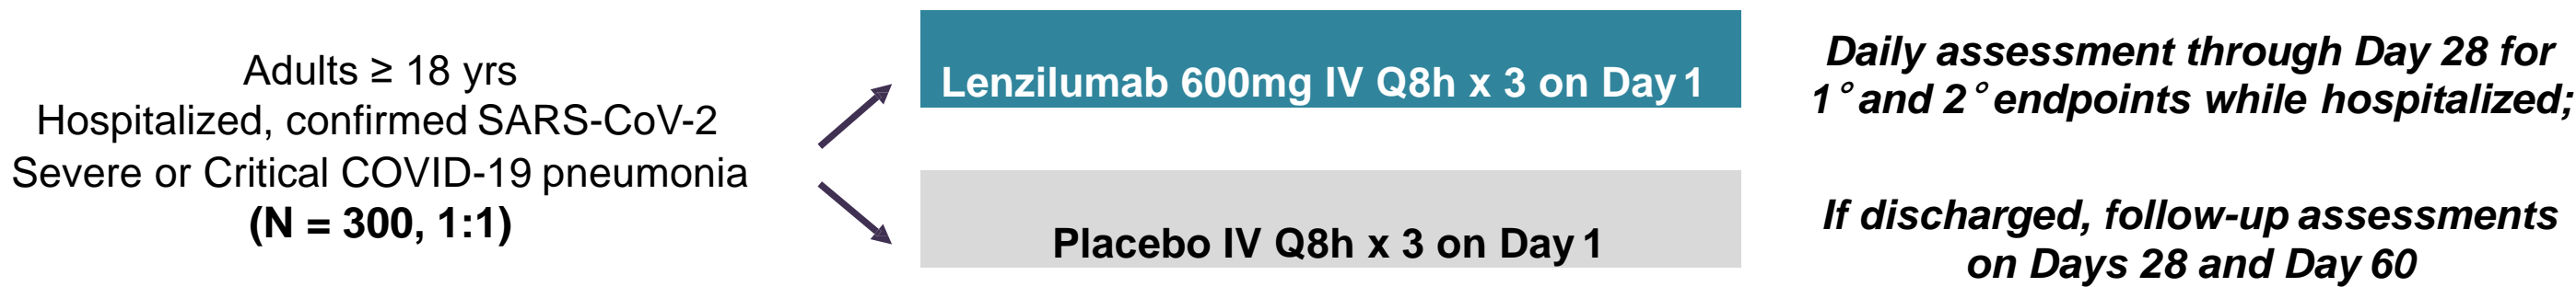 Adults ≥ 18 yrs
Hospitalized, confirmed SARS-CoV-2
Severe or Critical COVID-19 pneumonia
(N = 300, 1:1)
Lenzilumab 600mg IV Q8h x 3 on Day 1
Placebo IV Q8h x 3 on Day 1
Daily assessment through Day 28 for
1° and 2° endpoints while hospitalized;
If discharged, follow-up assessments
on Days 28 and Day 60